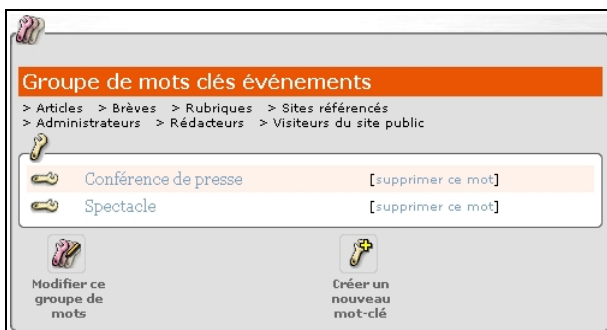 Groupe de mots clés événements
> Articles > Brèves > Rubriques > Sites référencés
> Administrateurs > Rédacteurs > Visiteurs du site public
Conférence de presse [supprimer ce mot]
Spectacle [supprimer ce mot]
Modifier ce
groupe de
mots
Créer un
nouveau
mot-clé